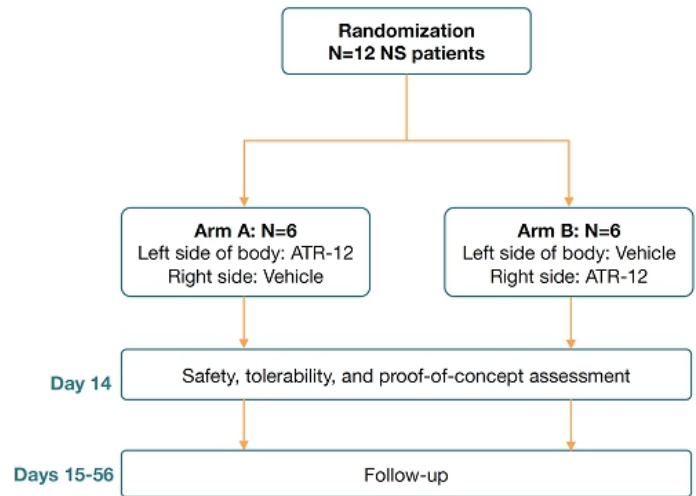 Randomization
N=12 NS patients
Arm A: N=6
Left side of body: ATR-12
Right side: Vehicle
Arm B: N=6
Left side of body: Vehicle
Right side: ATR-12
Day 14
Safety, tolerability, and proof-of-concept assessment
Days 15-56
Follow-up